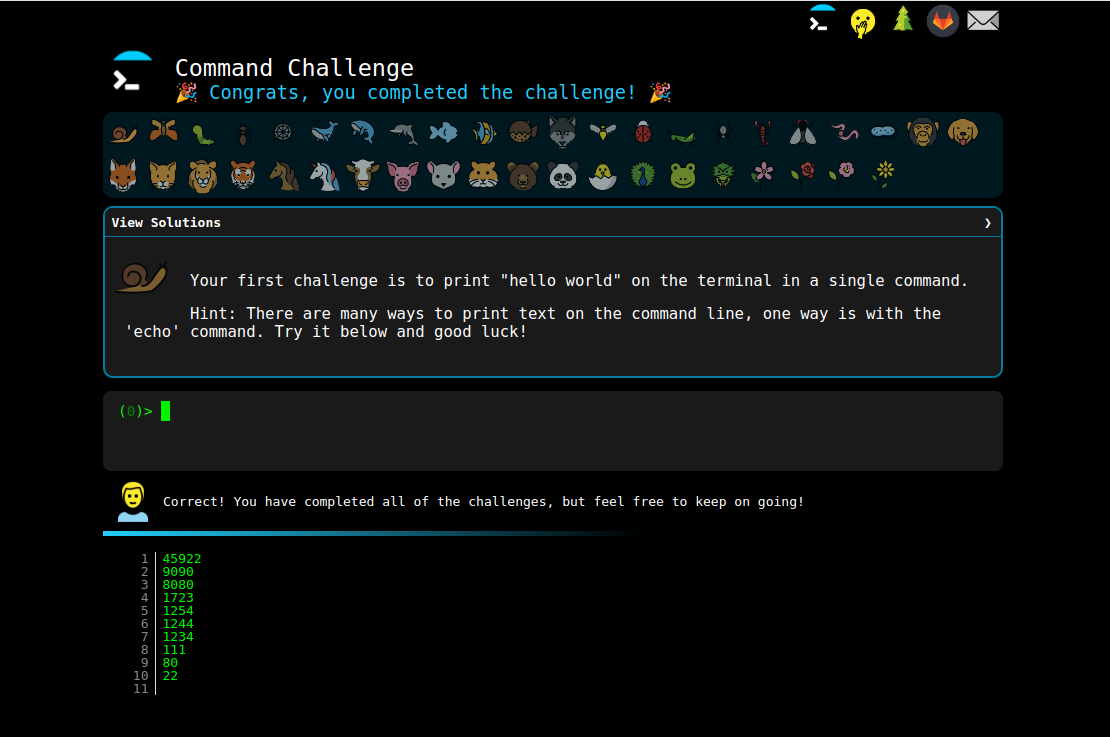 Command Challenge
🎉 Congrats, you completed the challenge! 🎉
View Solutions ❯
Your first challenge is to print "hello world" on the terminal in a single command.
Hint: There are many ways to print text on the command line, one way is with the
'echo' command. Try it below and good luck!
(0)>
Correct! You have completed all of the challenges, but feel free to keep on going!
1 45922
2 9090
3 8080
4 1723
5 1254
6 1244
7 1234
8 111
9 80
10 22
11